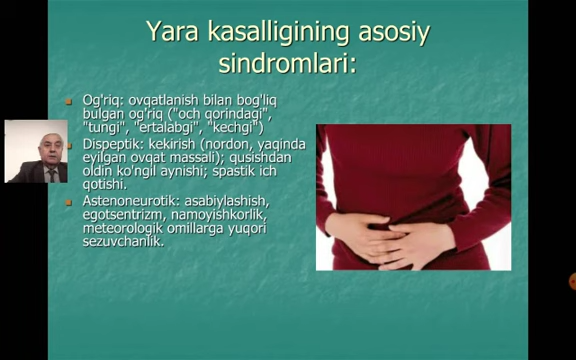 Yara kasalligining asosiy
sindromlari:
Og'riq: ovqatlanish bilan bog'liq
bulgan og'riq ("och qorindagi",
"tungi", "ertalabgi", "kechgi")
Dispeptik: kekirish (nordon, yaqinda
eyilgan ovqat massali); qusishdan
oldin ko'ngil aynishi; spastik ich
qotishi.
Astenonеurotik: asabiylashish,
egotsentrizm, namoyishkorlik,
meteorologik omillarga yuqori
sezuvchanlik.